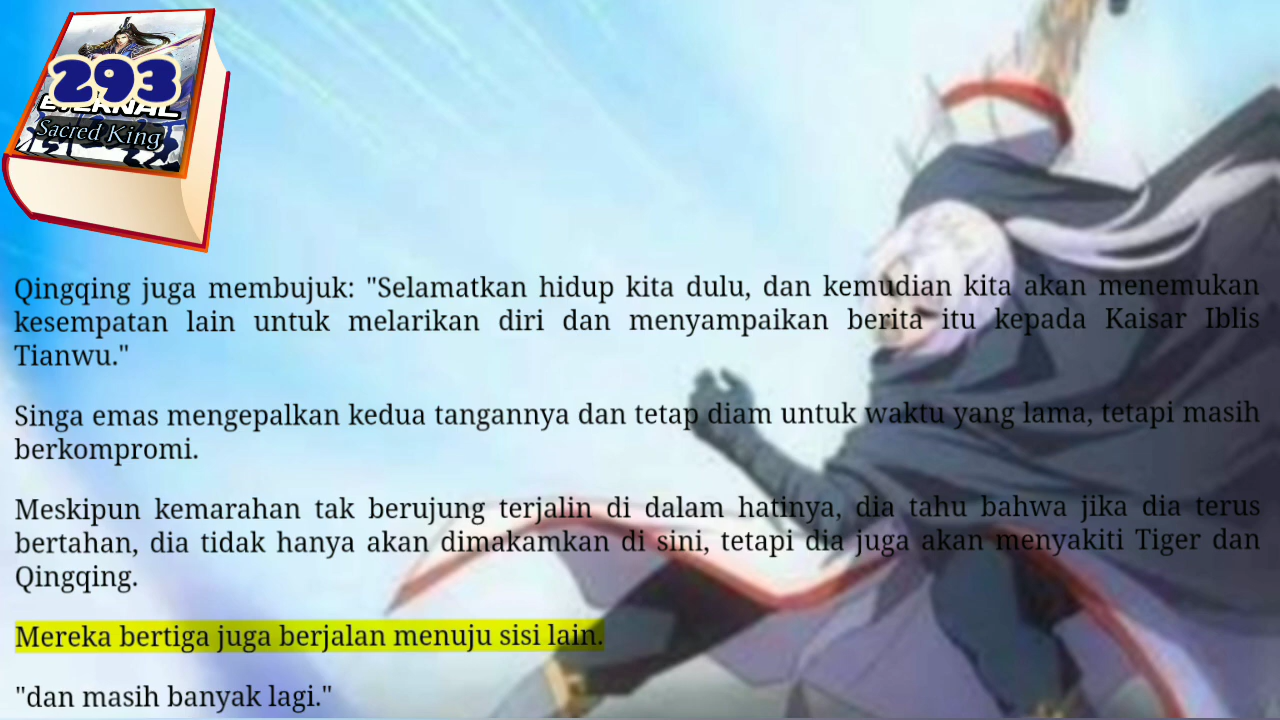 293
ETERNAL
Sacred King
Qingqing juga membujuk: "Selamatkan hidup kita dulu, dan kemudian kita akan menemukan
kesempatan lain untuk melarikan diri dan menyampaikan berita itu kepada Kaisar Iblis
Tianwu."
Singa emas mengepalkan kedua tangannya dan tetap diam untuk waktu yang lama, tetapi masih
berkompromi.
Meskipun kemarahan tak berujung terjalin di dalam hatinya, dia tahu bahwa jika dia terus
bertahan, dia tidak hanya akan dimakamkan di sini, tetapi dia juga akan menyakiti Tiger dan
Qingqing.
Mereka bertiga juga berjalan menuju sisi lain.
"dan masih banyak lagi."